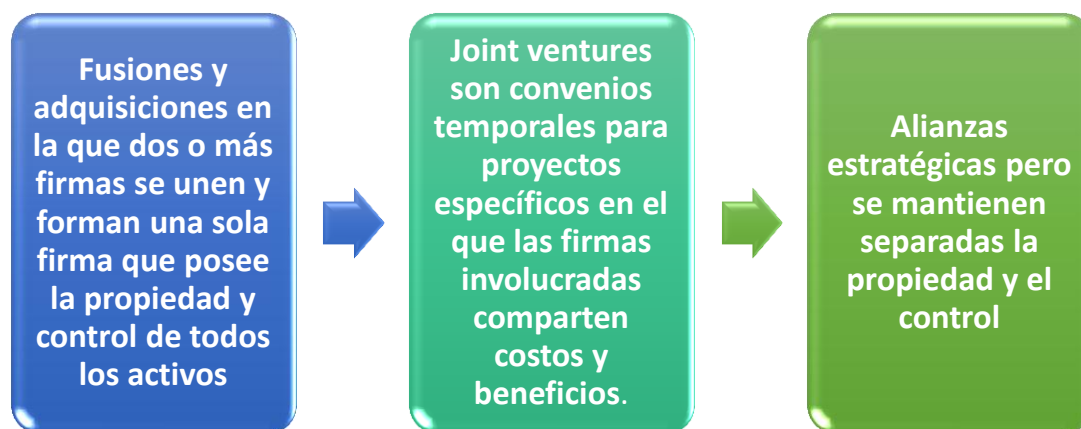 Fusiones y
adquisiciones en
la que dos o más
firmas se unen y
forman una sola
firma que posee
la propiedad y
control de todos
los activos
Joint ventures
son convenios
temporales para
proyectos
específicos en el
que las firmas
involucradas
comparten
costos y
beneficios.
Alianzas
estratégicas pero
se mantienen
separadas la
propiedad y el
control